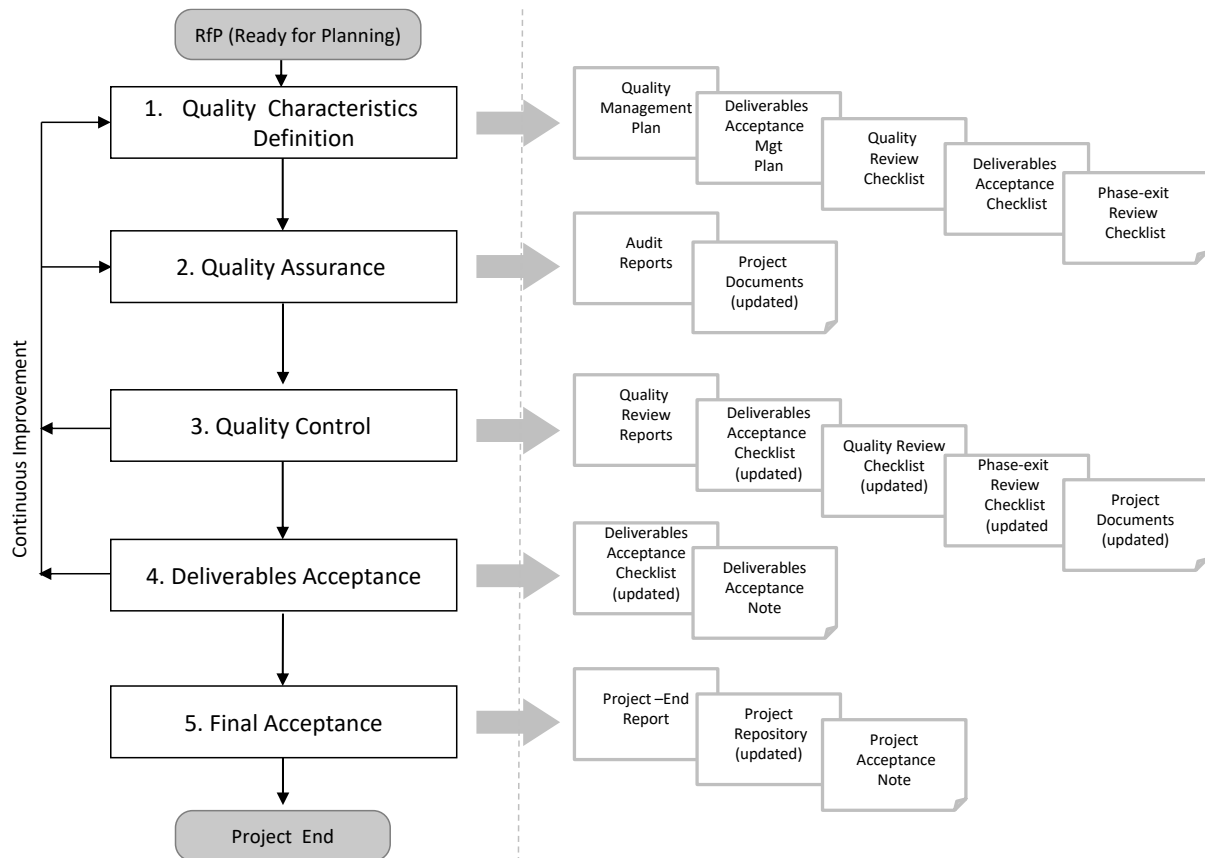 RfP (Ready for Planning)
1. Quality Characteristics
Definition
Quality
Management
Plan
Deliverables
Acceptance
Mgt
Plan
Quality
Review
Checklist
Deliverables
Acceptance
Checklist
Phase-exit
Review
Checklist
2. Quality Assurance
Audit
Reports
Project
Documents
(updated)
Continuous Improvement
3. Quality Control
Quality
Review
Reports
Deliverables
Acceptance
Checklist
(updated)
Quality Review
Checklist
(updated)
Phase-exit
Review
Checklist
(updated
Project
Documents
(updated)
4. Deliverables Acceptance
Deliverables
Acceptance
Checklist
(updated)
Deliverables
Acceptance
Note
5. Final Acceptance
Project –End
Report
Project
Repository
(updated)
Project
Acceptance
Note
Project End